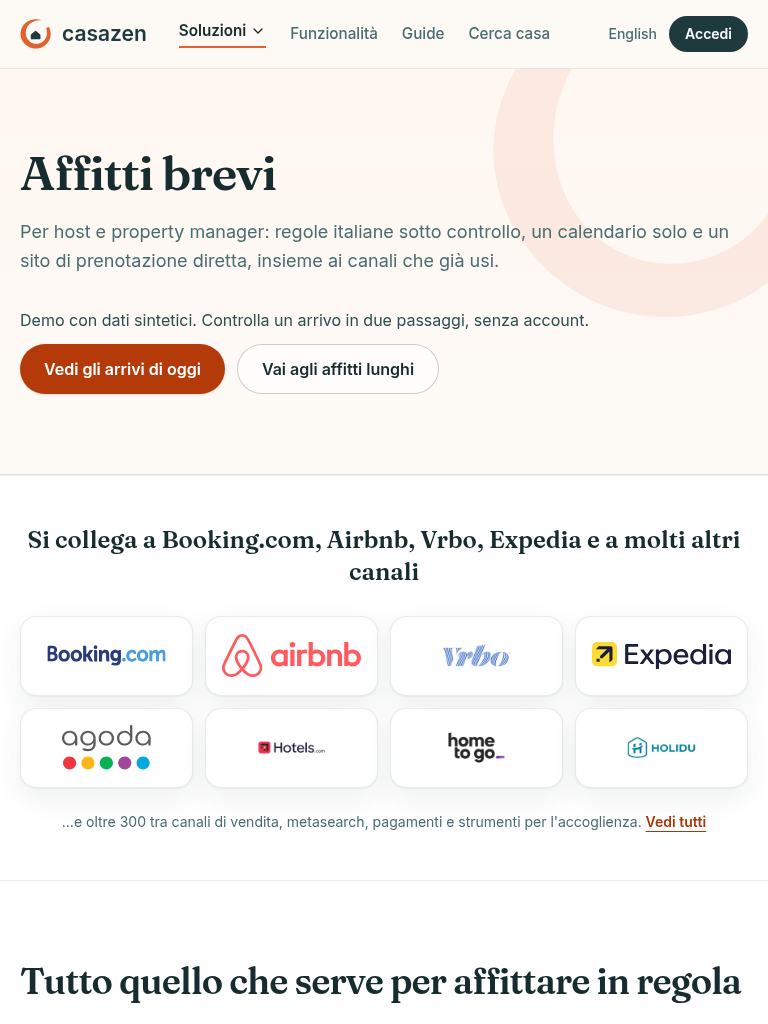 casazen
Soluzioni
Funzionalità
Guide
Cerca casa
English
Accedi
Affitti brevi
Per host e property manager: regole italiane sotto controllo, un calendario solo e un
sito di prenotazione diretta, insieme ai canali che già usi.
Demo con dati sintetici. Controlla un arrivo in due passaggi, senza account.
Vedi gli arrivi di oggi
Vai agli affitti lunghi
Si collega a Booking.com, Airbnb, Vrbo, Expedia e a molti altri
canali
Booking.com
airbnb
Vrbo
Expedia
agoda
Hotels.com
home
to go
HOLIDU
...e oltre 300 tra canali di vendita, metasearch, pagamenti e strumenti per l'accoglienza. Vedi tutti
Tutto quello che serve per affittare in regola